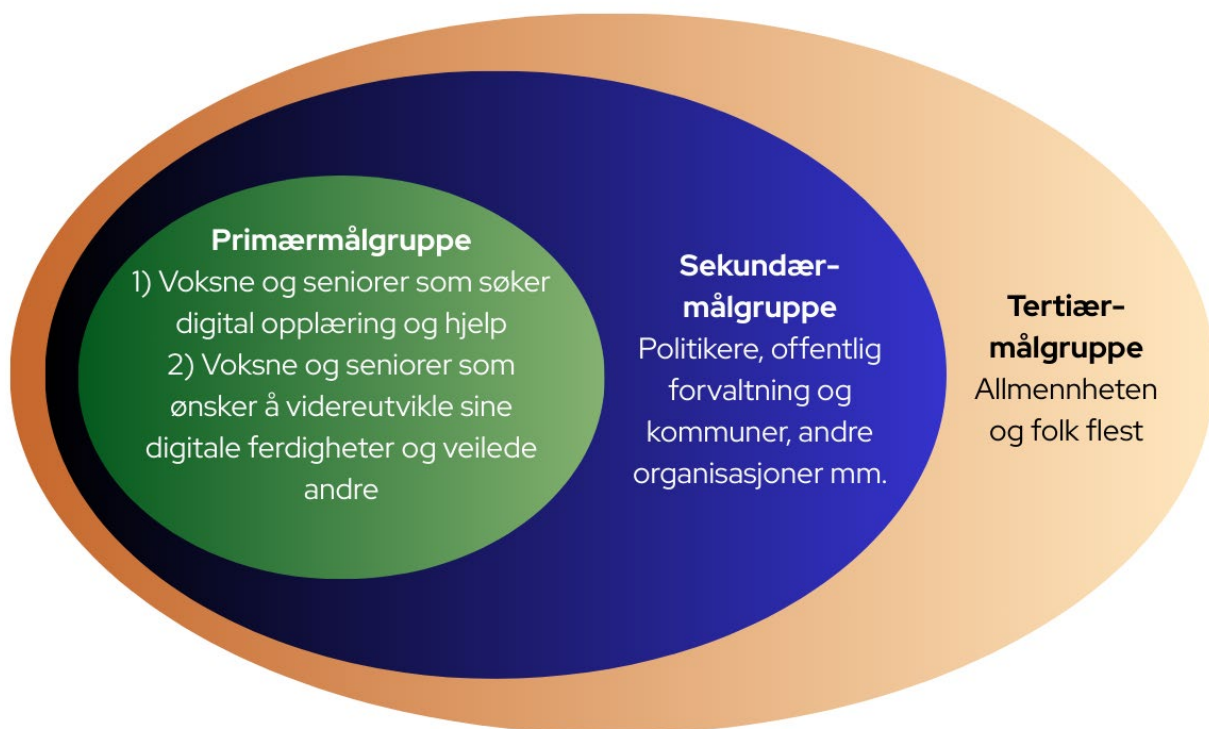 Primærmålgruppe
1) Voksne og seniorer som søker
digital opplæring og hjelp
2) Voksne og seniorer som
ønsker å videreutvikle sine
digitale ferdigheter og veilede
andre
Sekundær-
målgruppe
Politikere, offentlig
forvaltning og
kommuner, andre
organisasjoner mm.
Tertiær-
målgruppe
Allmennheten
og folk flest